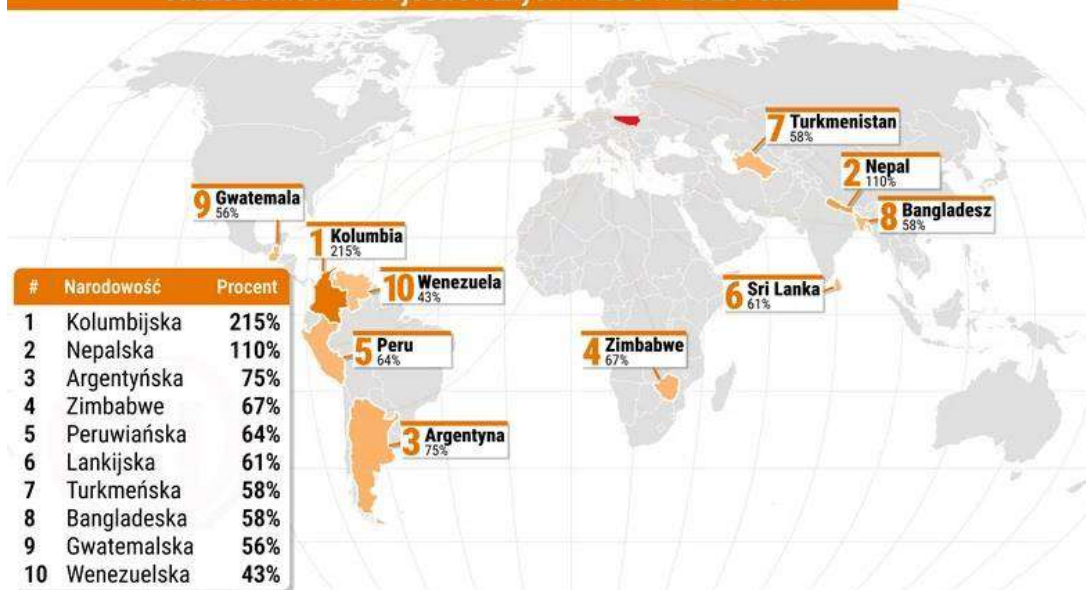 7 Turkmenistan
58%
2 Nepal
110%
9 Gwatemala
56%
8 Bangladesz
58%
1 Kolumbia
215%
10 Wenezuela
43%
6 Sri Lanka
61%
# Narodowość Procent
1 Kolumbijska 215%
2 Nepalska 110%
3 Argentyńska 75%
4 Zimbabwe 67%
5 Peruwiańska 64%
6 Lankijska 61%
7 Turkmeńska 58%
8 Bangladeska 58%
9 Gwatemalska 56%
10 Wenezuelska 43%
5 Peru
64%
4 Zimbabwe
67%
3 Argentyna
75%